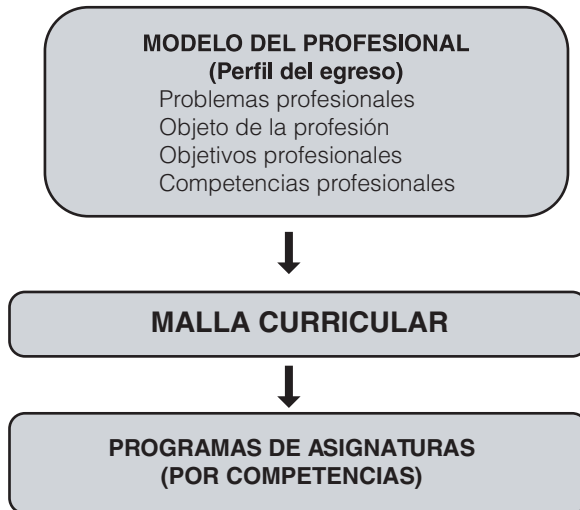 MODELO DEL PROFESIONAL
(Perfil del egreso)
Problemas profesionales
Objeto de la profesión
Objetivos profesionales
Competencias profesionales
MALLA CURRICULAR
PROGRAMAS DE ASIGNATURAS
(POR COMPETENCIAS)